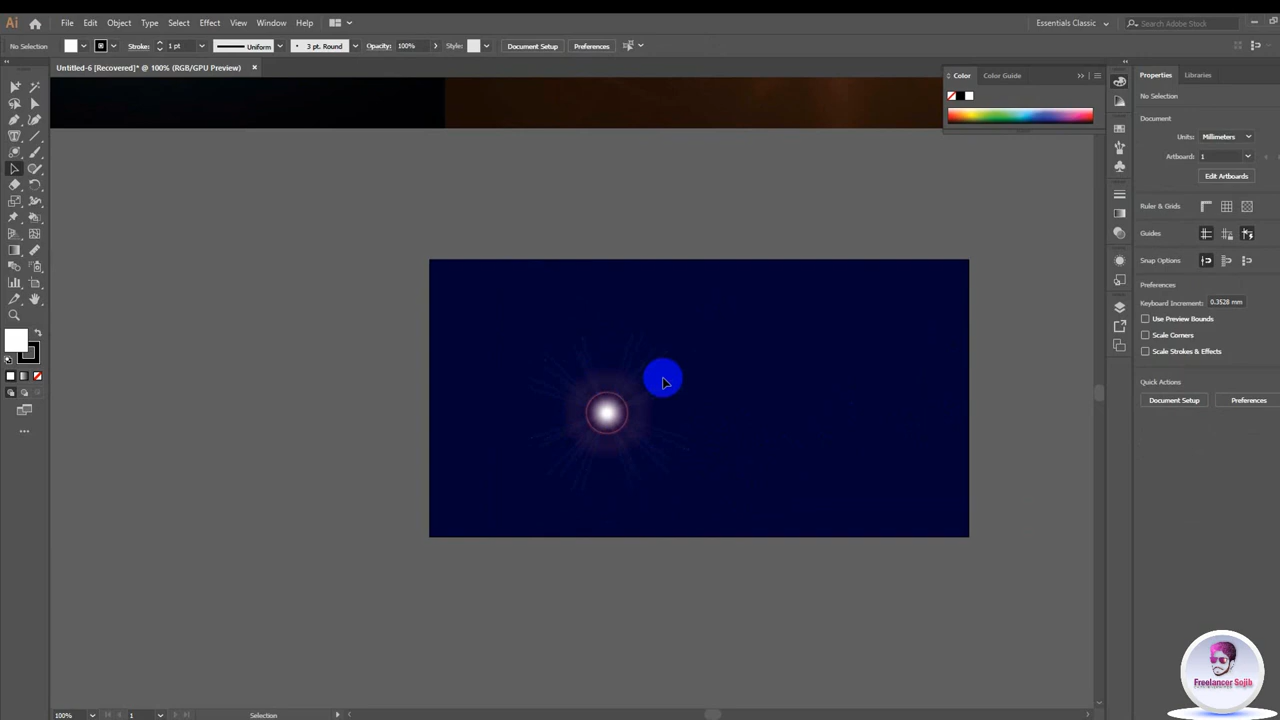 Ai File Edit Object Type Select Effect View Window Help Essentials Classic Search Adobe Stock
No Selection Stroke: 1 pt Uniform 3 pt. Round Opacity: 100% Style: Document Setup Preferences
Untitled-6 [Recovered]* @ 100% (RGB/GPU Preview)
Color Color Guide
Properties Libraries
No Selection
Document
Units: Millimeters
Artboard: 1
Edit Artboards
Ruler & Grids
Guides
Snap Options
Preferences
Keyboard Increment: 0.3528 mm
Use Preview Bounds
Scale Corners
Scale Strokes & Effects
Quick Actions
Document Setup Preferences
Freelancer Sojib
100% 1 Selection